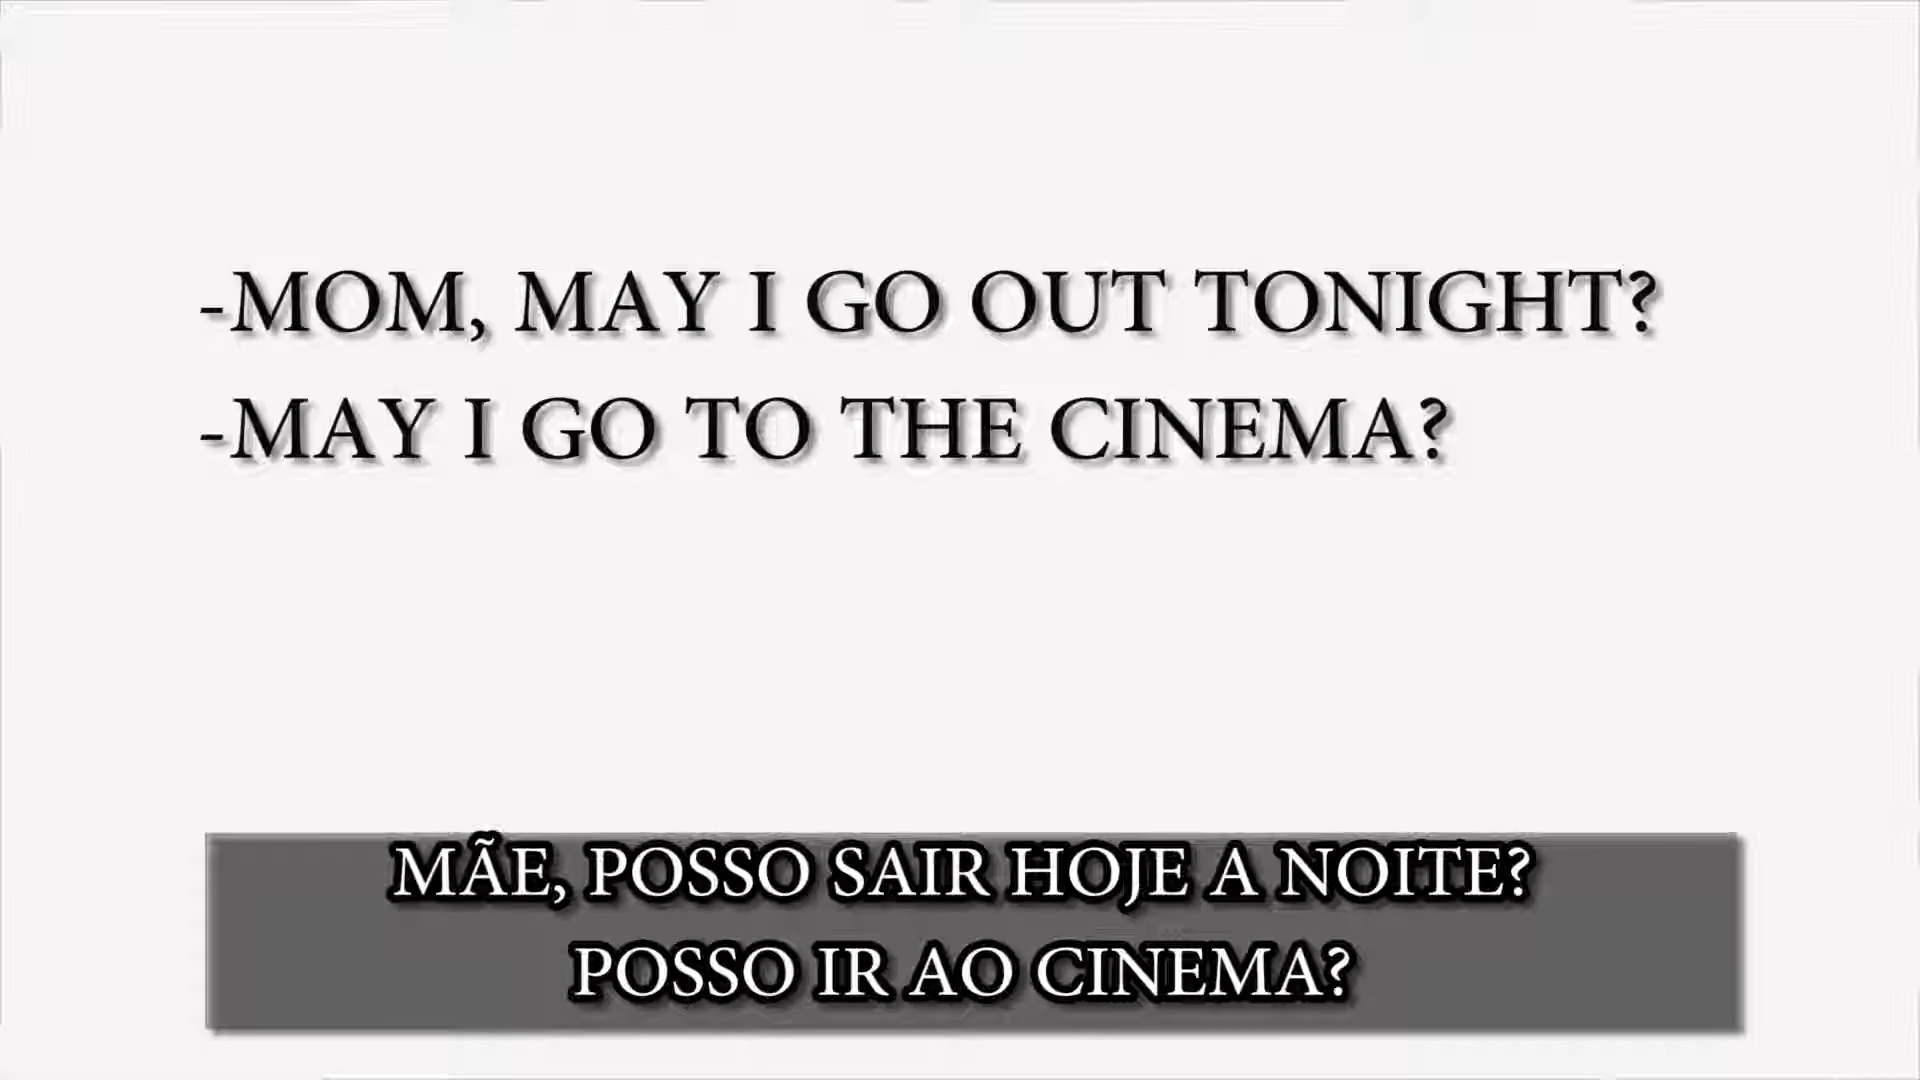 -MOM, MAY I GO OUT TONIGHT?
-MAY I GO TO THE CINEMA?
MÃE, POSSO SAIR HOJE A NOITE?
POSSO IR AO CINEMA?